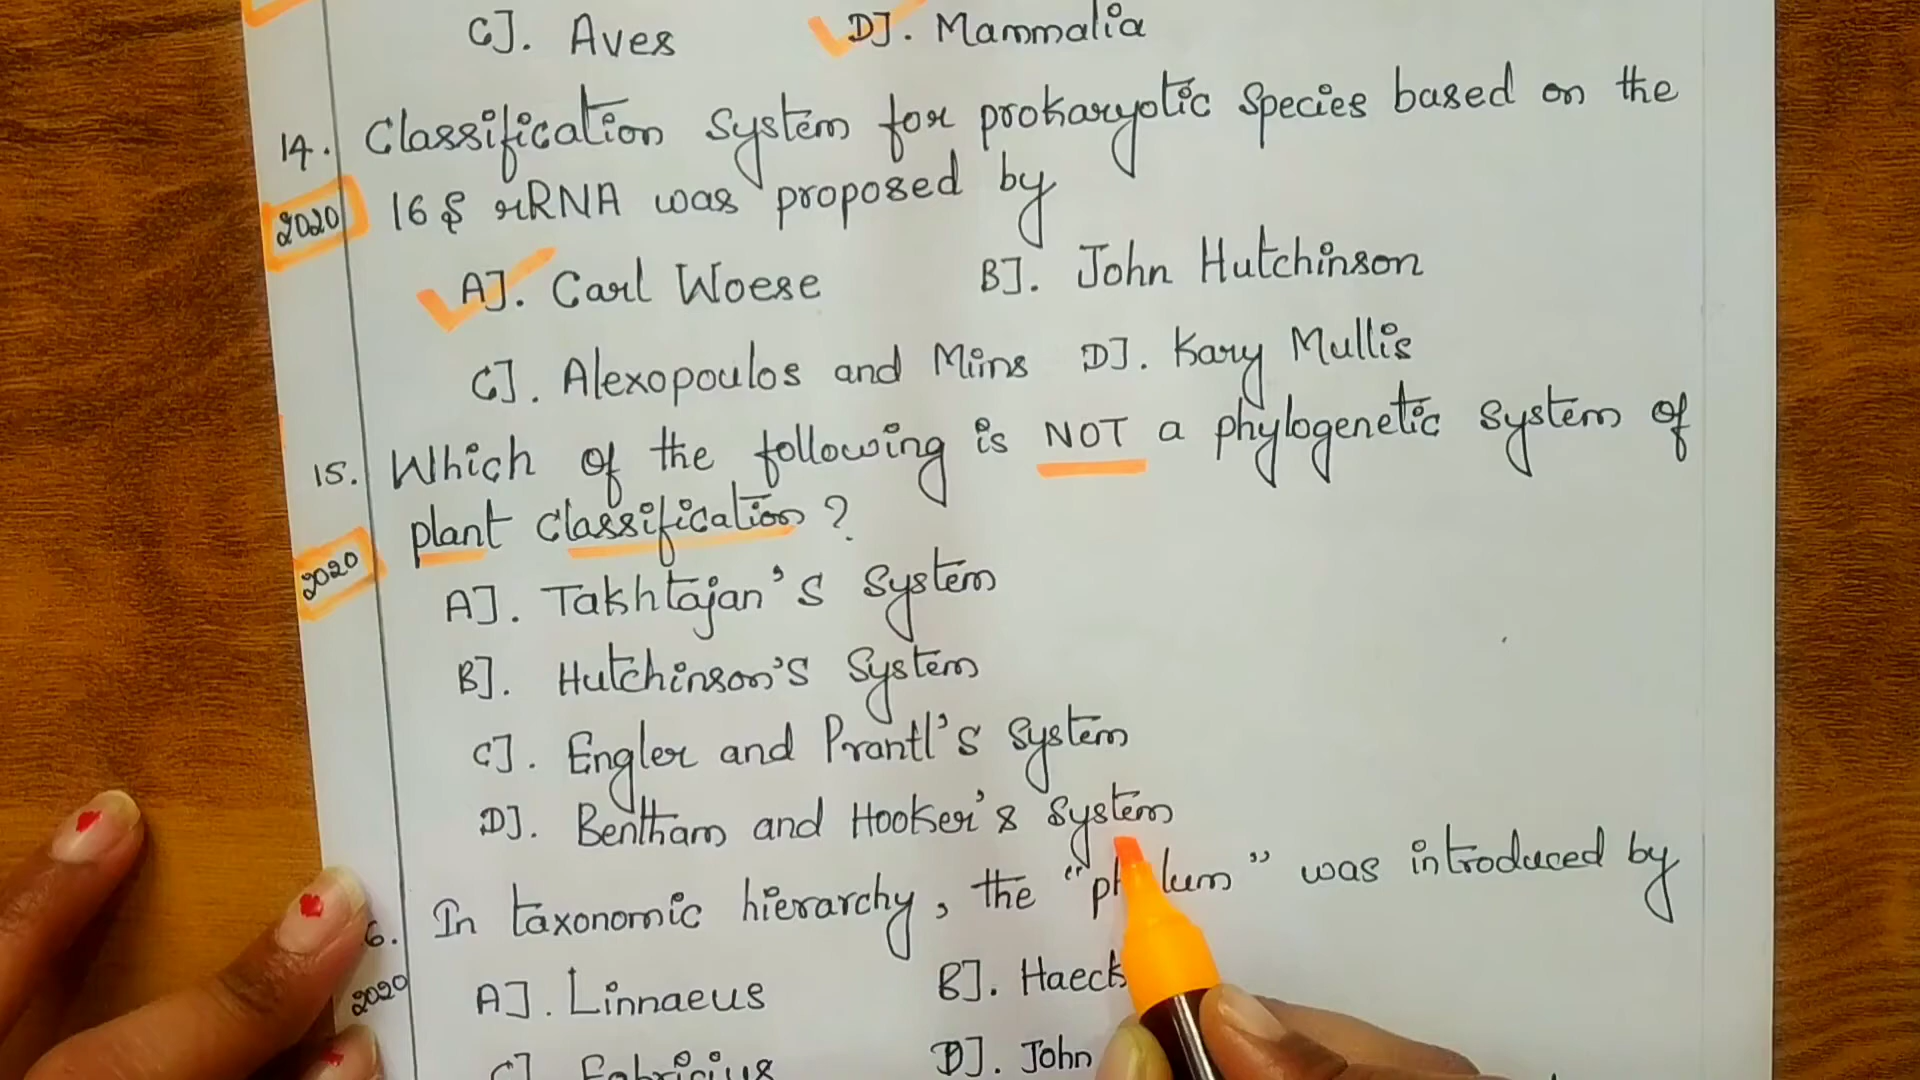 C]. Aves D]. Mammalia
14. Classification system for prokaryotic species based on the
2020 16 S rRNA was proposed by
A]. Carl Woese B]. John Hutchinson
C]. Alexopoulos and Mims D]. Kary Mullis
15. Which of the following is NOT a phylogenetic system of
plant classification ?
2020
A]. Takhtajan's system
B]. Hutchinson's system
C]. Engler and Prantl's system
D]. Bentham and Hooker's system
6. In taxonomic hierarchy, the "phylum" was introduced by
2020 A]. Linnaeus B]. Haeck
C]. Fabricius D]. John